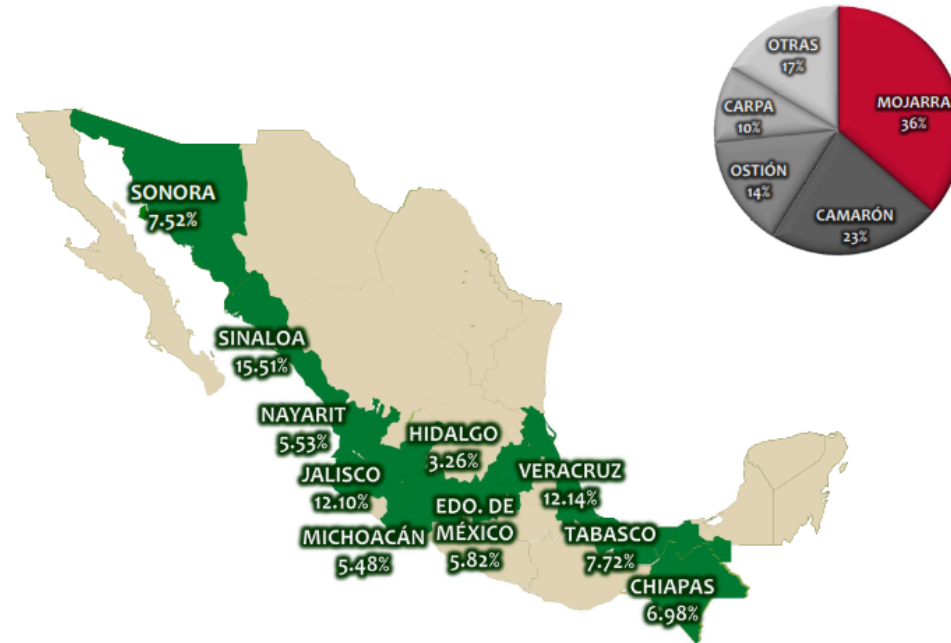 OTRAS
17%
MOJARRA
36%
CARPA
10%
OSTIÓN
14%
CAMARÓN
23%
SONORA
7.52%
SINALOA
15.51%
NAYARIT
5.53%
HIDALGO
3.26%
JALISCO
12.10%
VERACRUZ
12.14%
EDO. DE
MÉXICO
5.82%
MICHOACÁN
5.48%
TABASCO
7.72%
CHIAPAS
6.98%